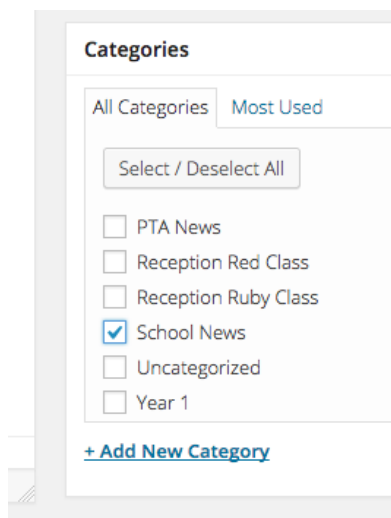 Categories
All Categories Most Used
Select / Deselect All
PTA News
Reception Red Class
Reception Ruby Class
School News
Uncategorized
Year 1
+ Add New Category